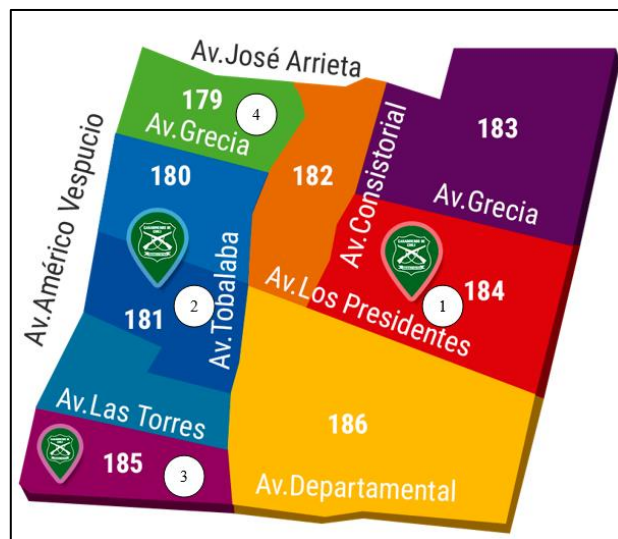 Av.José Arrieta
179
4
Av.Grecia
183
180
182
Av.Consistorial
Av.Grecia
Av.Américo Vespucio
Av.Tobalaba
184
1
2
181
Av.Los Presidentes
Av.Las Torres
186
185
3
Av.Departamental